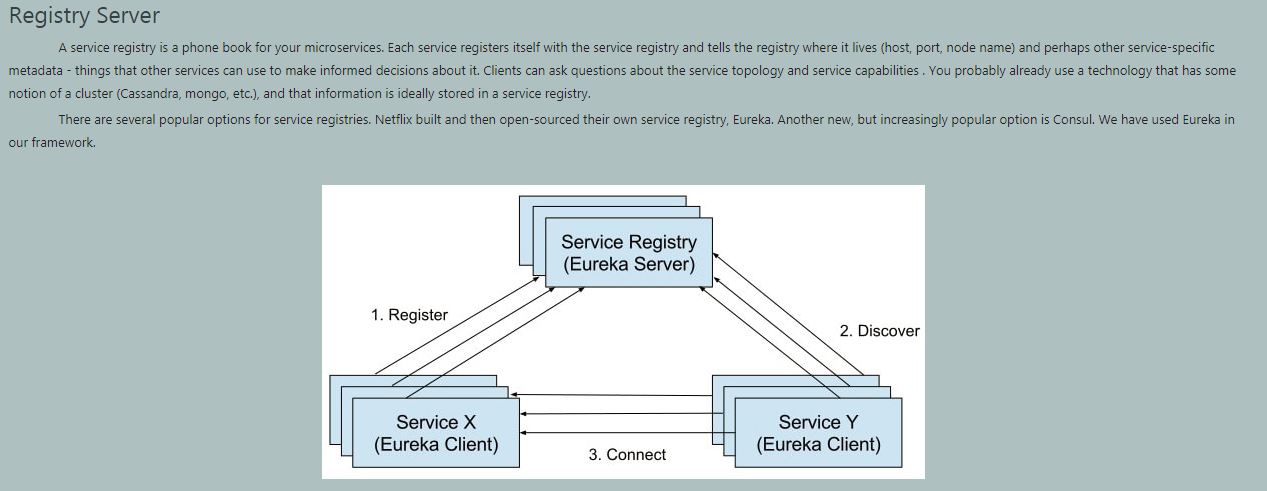 Registry Server
A service registry is a phone book for your microservices. Each service registers itself with the service registry and tells the registry where it lives (host, port, node name) and perhaps other service-specific
metadata - things that other services can use to make informed decisions about it. Clients can ask questions about the service topology and service capabilities . You probably already use a technology that has some
notion of a cluster (Cassandra, mongo, etc.), and that information is ideally stored in a service registry.
There are several popular options for service registries. Netflix built and then open-sourced their own service registry, Eureka. Another new, but increasingly popular option is Consul. We have used Eureka in
our framework.
Service Registry
(Eureka Server)
1. Register
2. Discover
Service X
(Eureka Client)
3. Connect
Service Y
(Eureka Client)